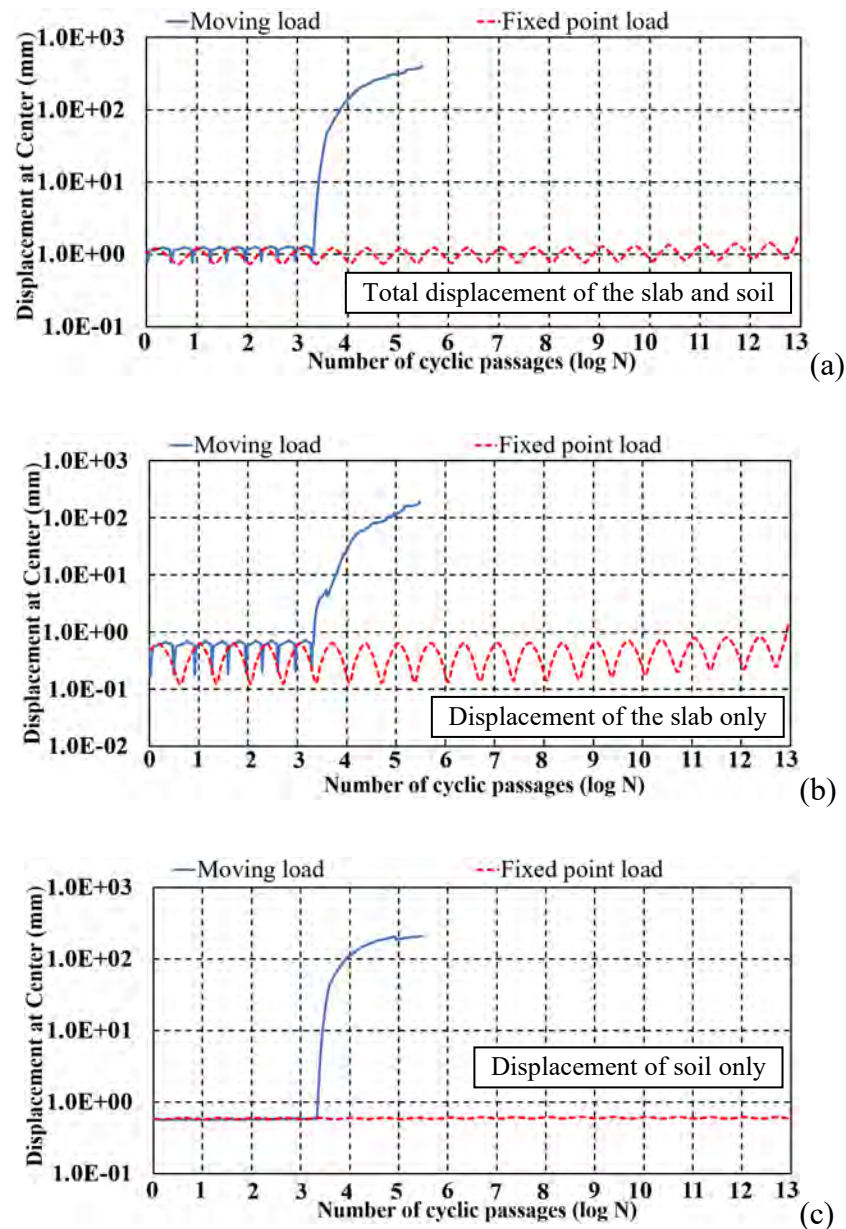 Moving load Fixed point load
Displacement at Center (mm)
1.0E+03
1.0E+02
1.0E+01
1.0E+00
1.0E-01
Total displacement of the slab and soil
0 1 2 3 4 5 6 7 8 9 10 11 12 13
Number of cyclic passages (log N)
(a)
Moving load Fixed point load
Displacement at Center (mm)
1.0E+03
1.0E+02
1.0E+01
1.0E+00
1.0E-01
1.0E-02
Displacement of the slab only
0 1 2 3 4 5 6 7 8 9 10 11 12 13
Number of cyclic passages (log N)
(b)
Moving load Fixed point load
Displacement at Center (mm)
1.0E+03
1.0E+02
1.0E+01
1.0E+00
1.0E-01
Displacement of soil only
0 1 2 3 4 5 6 7 8 9 10 11 12 13
Number of cyclic passages (log N)
(c)